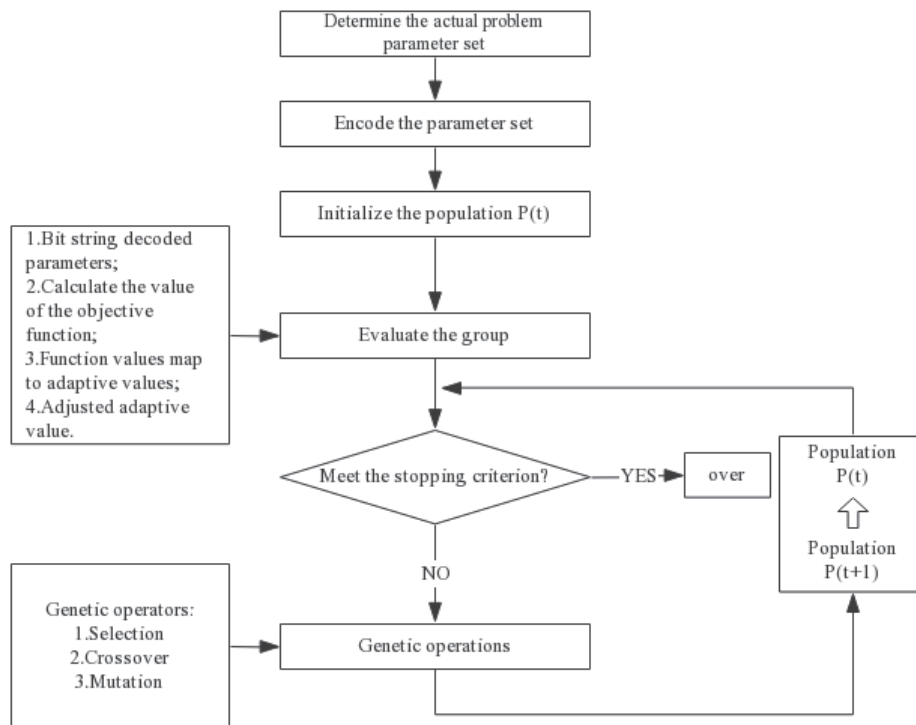 Determine the actual problem
parameter set
Encode the parameter set
Initialize the population P(t)
1.Bit string decoded
parameters;
2.Calculate the value
of the objective
function;
3.Function values map
to adaptive values;
4.Adjusted adaptive
value.
Evaluate the group
Meet the stopping criterion?
YES
over
Population
P(t)
Population
P(t+1)
NO
Genetic operators:
1.Selection
2.Crossover
3.Mutation
Genetic operations